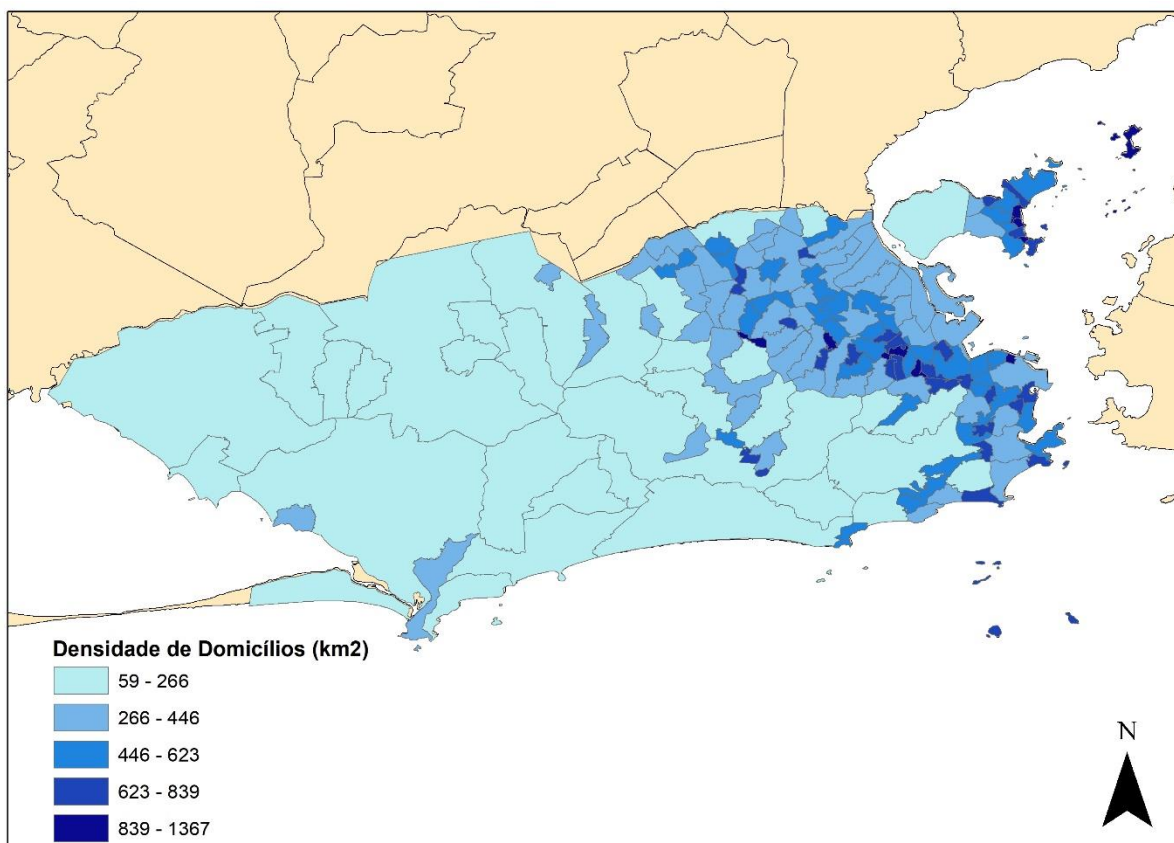 Densidade de Domicílios (km2)
59 - 266
266 - 446
446 - 623
623 - 839
839 - 1367
N